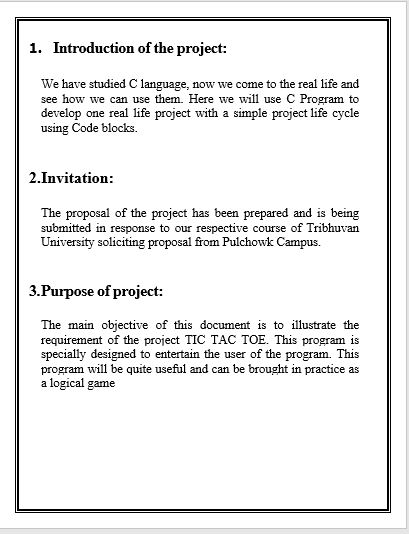 1. Introduction of the project:
We have studied C language, now we come to the real life and
see how we can use them. Here we will use C Program to
develop one real life project with a simple project life cycle
using Code blocks.
2.Invitation:
The proposal of the project has been prepared and is being
submitted in response to our respective course of Tribhuvan
University soliciting proposal from Pulchowk Campus.
3.Purpose of project:
The main objective of this document is to illustrate the
requirement of the project TIC TAC TOE. This program is
specially designed to entertain the user of the program. This
program will be quite useful and can be brought in practice as
a logical game